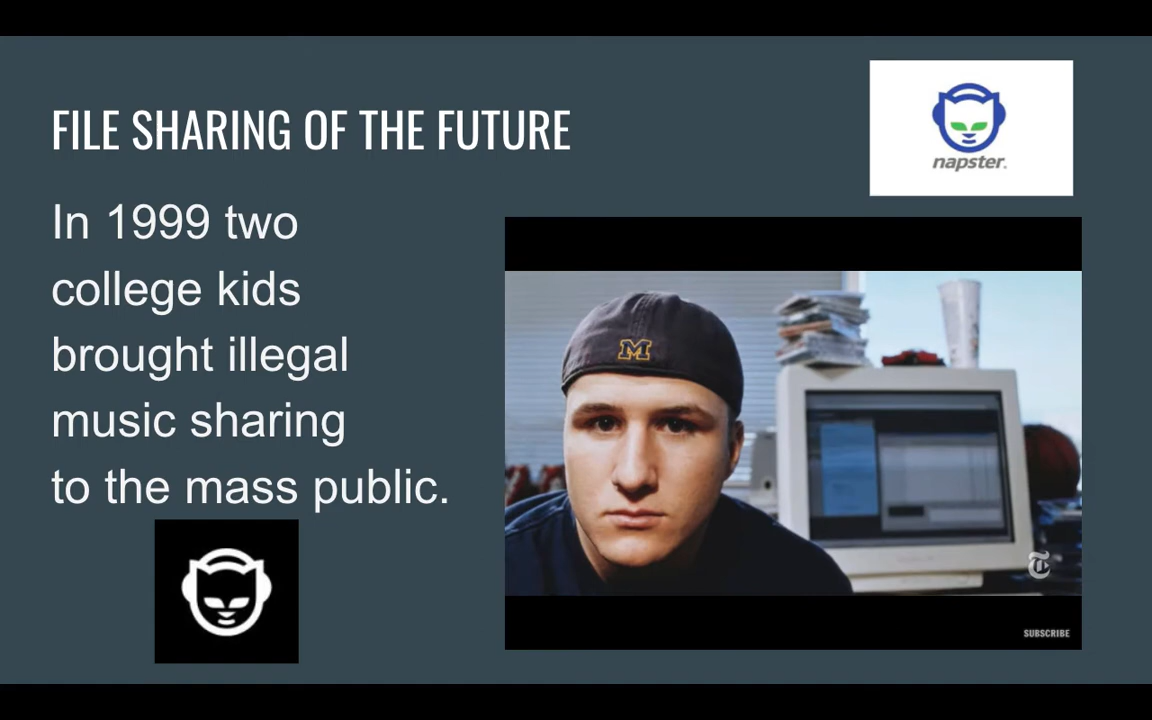 FILE SHARING OF THE FUTURE
napster.
In 1999 two
college kids
brought illegal
music sharing
to the mass public.
M
T
SUBSCRIBE